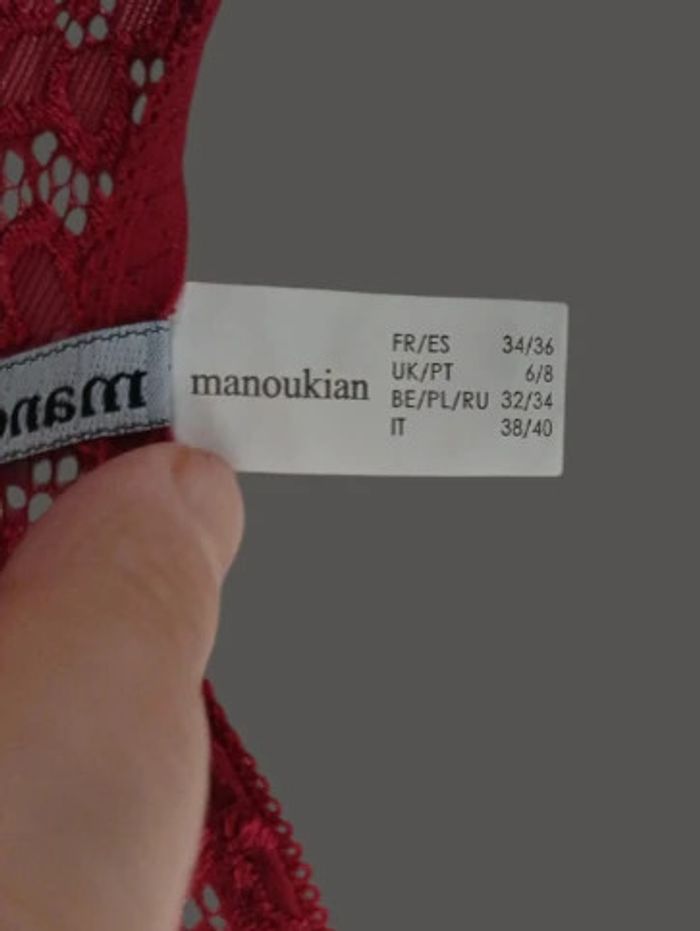 manoukian
FR/ES 34/36
UK/PT 6/8
BE/PL/RU 32/34
IT 38/40